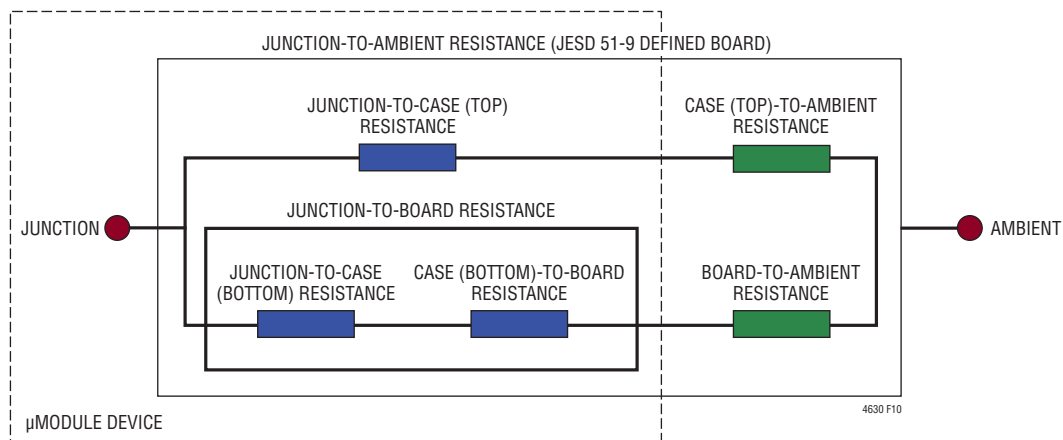 JUNCTION-TO-AMBIENT RESISTANCE (JESD 51-9 DEFINED BOARD)
JUNCTION-TO-CASE (TOP)
RESISTANCE
CASE (TOP)-TO-AMBIENT
RESISTANCE
JUNCTION
JUNCTION-TO-BOARD RESISTANCE
AMBIENT
JUNCTION-TO-CASE
(BOTTOM) RESISTANCE
CASE (BOTTOM)-TO-BOARD
RESISTANCE
BOARD-TO-AMBIENT
RESISTANCE
4630 F10
µMODULE DEVICE